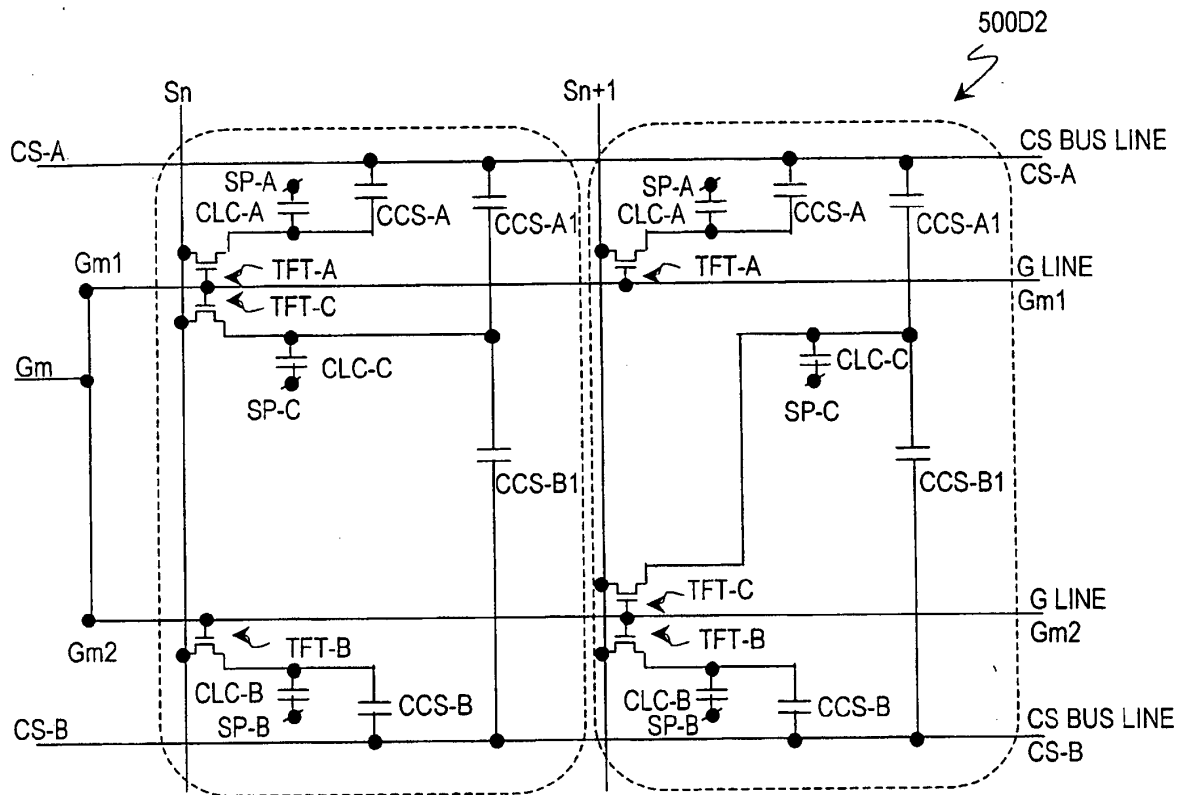 500D2
Sn
Sn+1
CS-A
CS BUS LINE
CS-A
SP-A
CLC-A
CCS-A
CCS-A1
SP-A
CLC-A
CCS-A
CCS-A1
Gm1
TFT-A
TFT-A
G LINE
Gm1
TFT-C
Gm
CLC-C
SP-C
CLC-C
SP-C
CCS-B1
CCS-B1
TFT-C
G LINE
Gm2
Gm2
TFT-B
TFT-B
CLC-B
SP-B
CCS-B
CLC-B
SP-B
CCS-B
CS-B
CS BUS LINE
CS-B